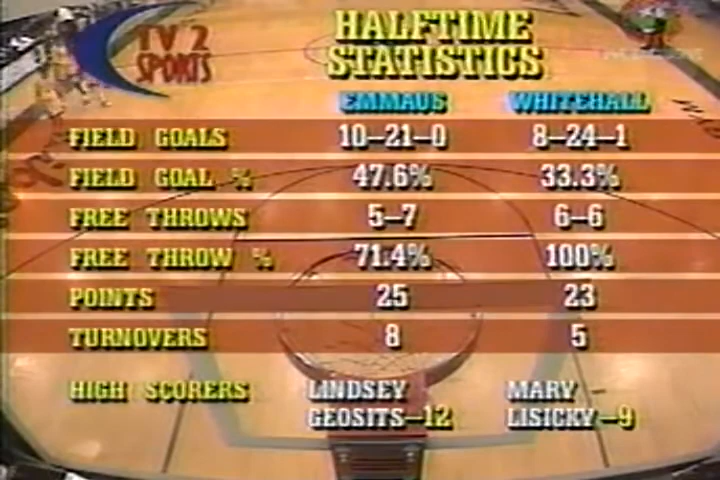 TV2 SPORTS
HALFTIME
STATISTICS
EMMAUS WHITEHALL
FIELD GOALS 10-21-0 8-24-1
FIELD GOAL % 47.6% 33.3%
FREE THROWS 5-7 6-6
FREE THROW % 71.4% 100%
POINTS 25 23
TURNOVERS 8 5
HIGH SCORERS LINDSEY GEOSITS-12 MARY LISICKY-9